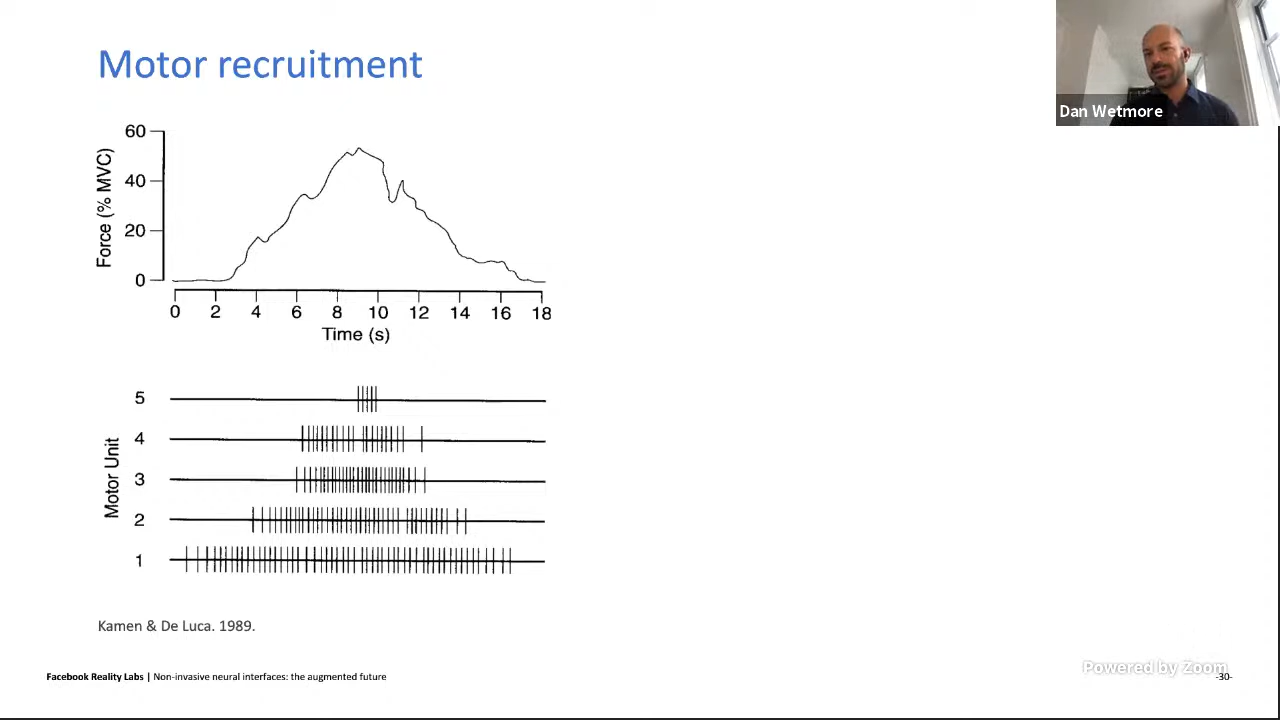 Motor recruitment
Dan Wetmore
60
40
20
0
Force (% MVC)
0 2 4 6 8 10 12 14 16 18
Time (s)
5
4
3
2
1
Motor Unit
Kamen & De Luca. 1989.
Facebook Reality Labs | Non-invasive neural interfaces: the augmented future
Powered by Zoom
-30-